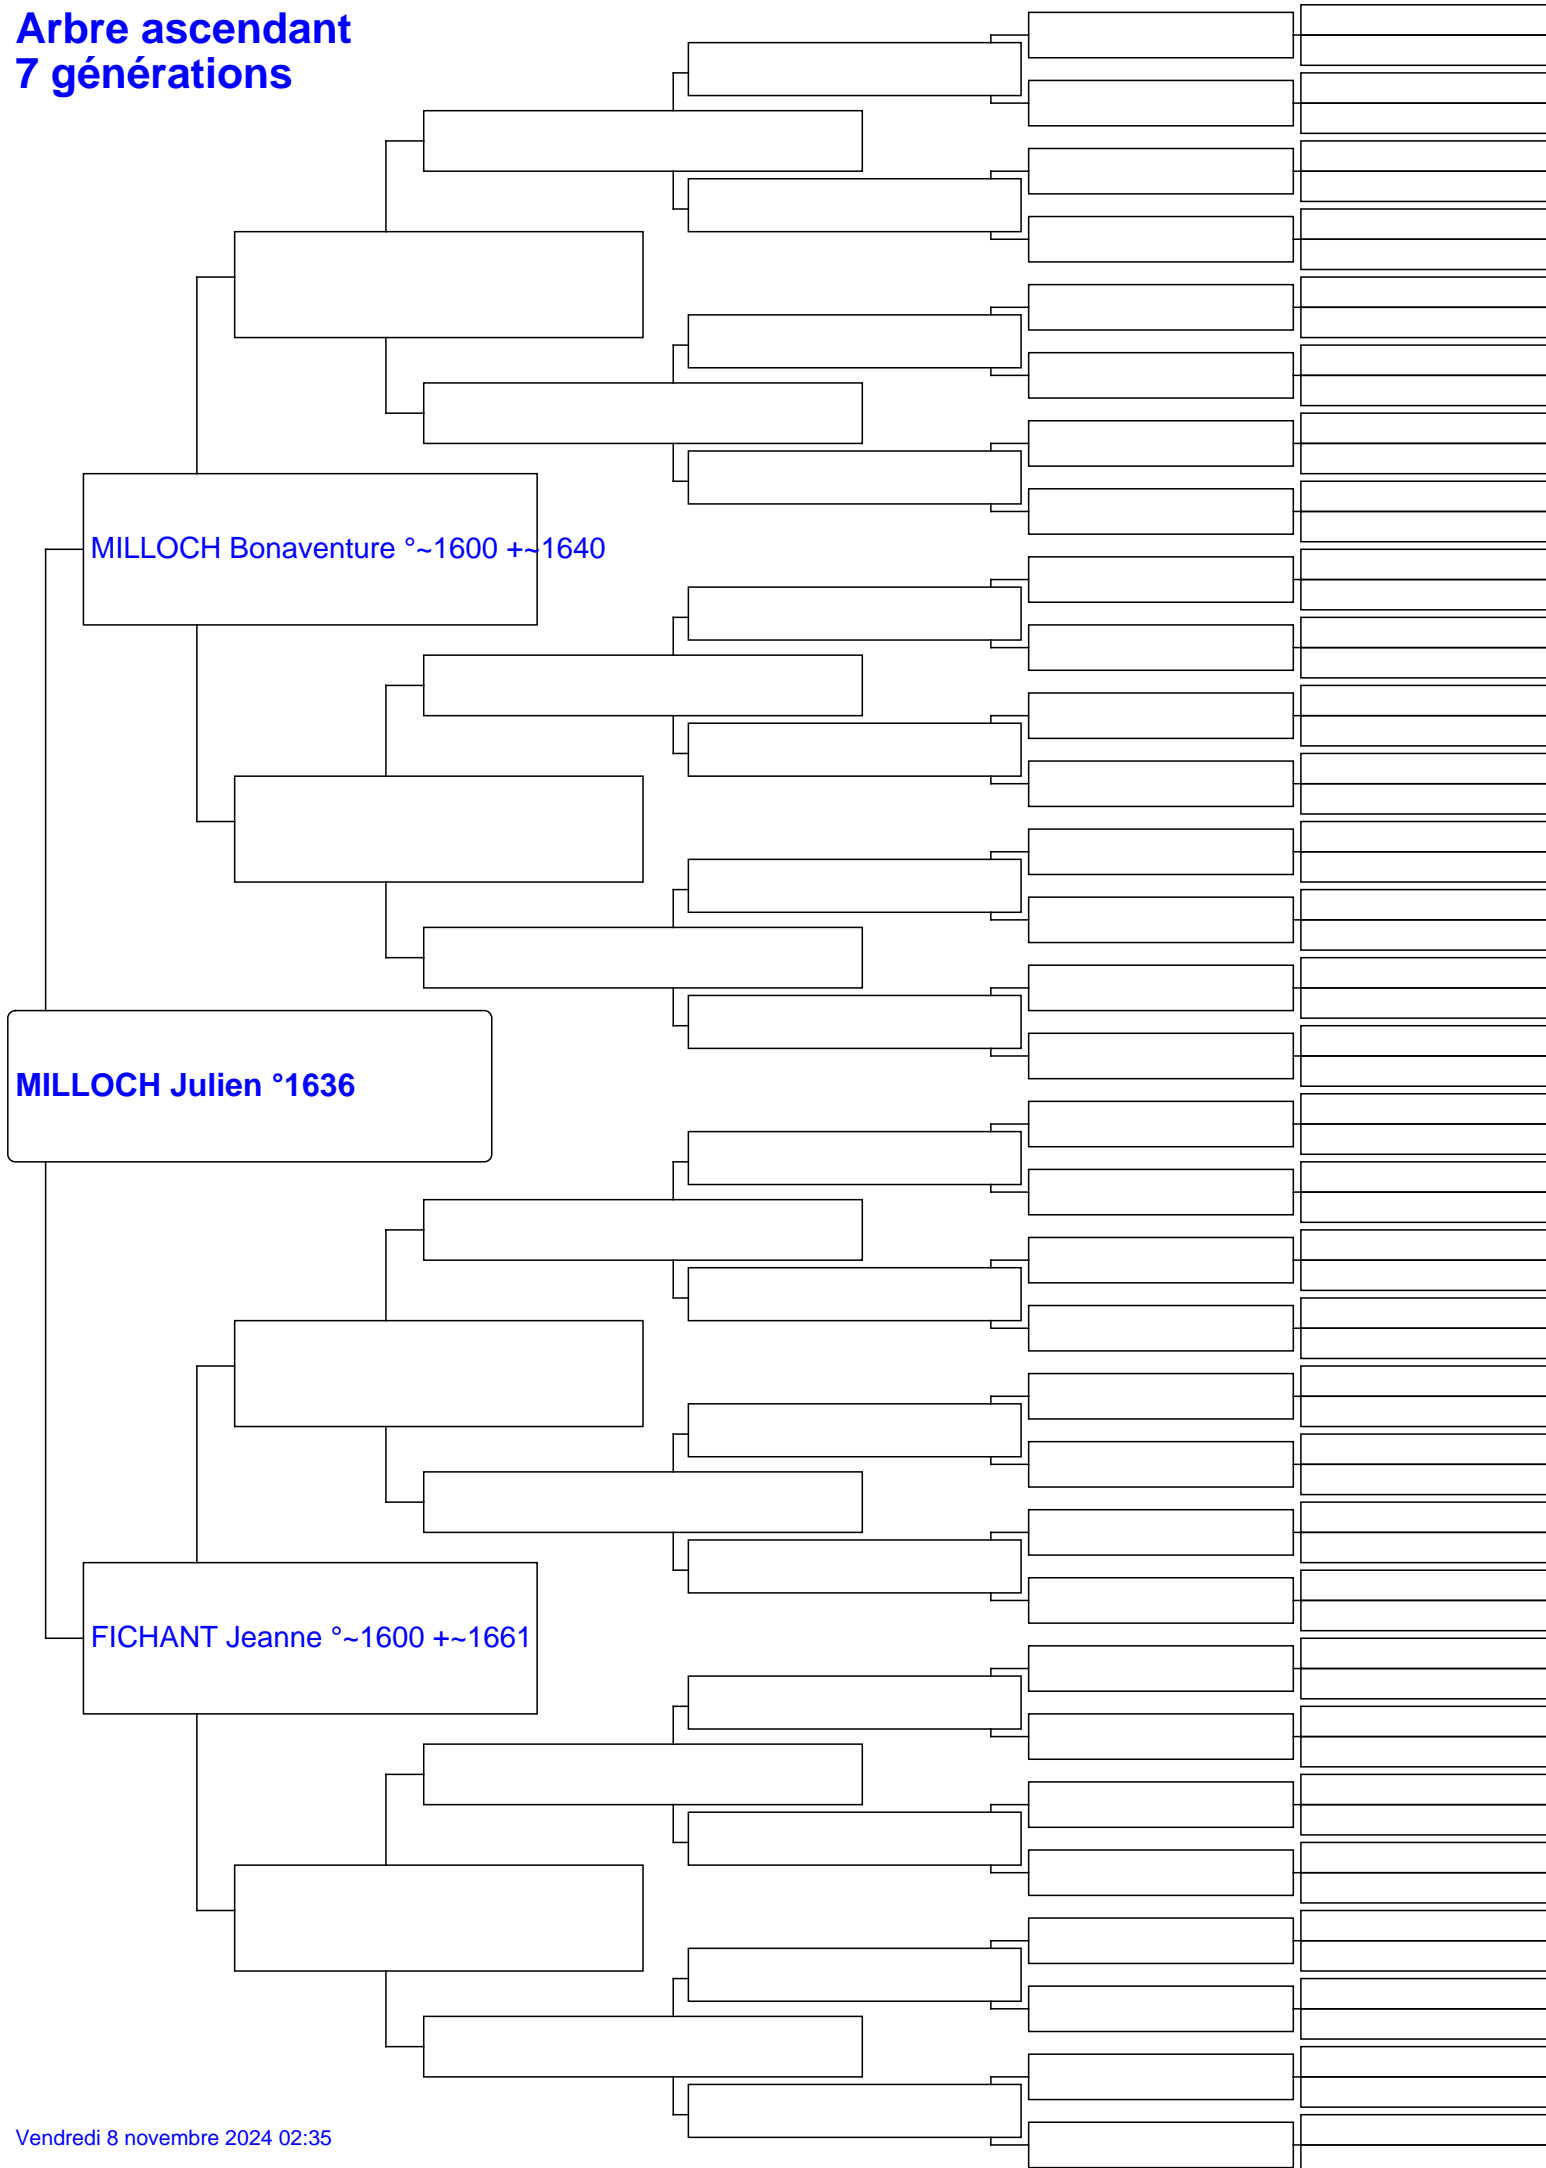 Arbre ascendant
7 générations
MILLOCH Bonaventure °~1600 +~1640
MILLOCH Julien °1636
FICHANT Jeanne °~1600 +~1661
Vendredi 8 novembre 2024 02:35